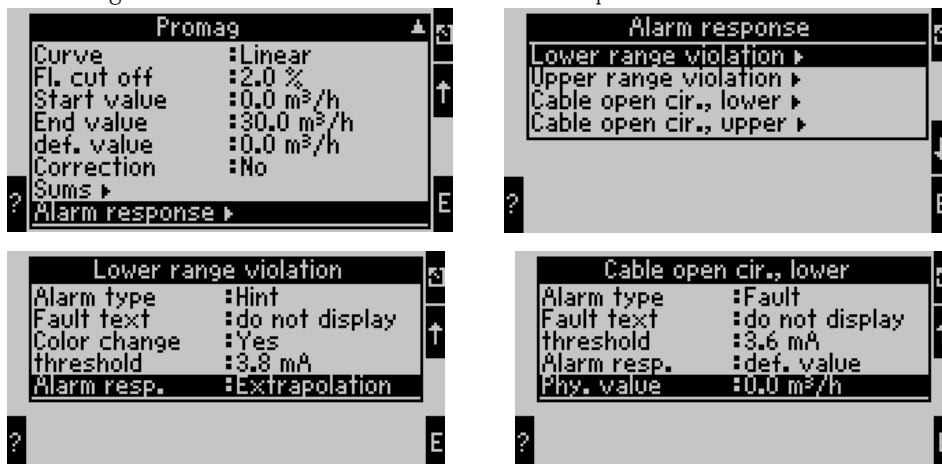 Promag
Curve :Linear
Fl. cut off :2.0 %
Start value :0.0 m³/h
End value :30.0 m³/h
def. value :0.0 m³/h
Correction :No
Sums
Alarm response
?
E
Alarm response
Lower range violation
Upper range violation
Cable open cir., lower
Cable open cir., upper
?
Lower range violation
Alarm type :Hint
Fault text :do not display
Color change :Yes
threshold :3.8 mA
Alarm resp. :Extrapolation
?
E
Cable open cir., lower
Alarm type :Fault
Fault text :do not display
threshold :3.6 mA
Alarm resp. :def. value
Phy. value :0.0 m³/h
?